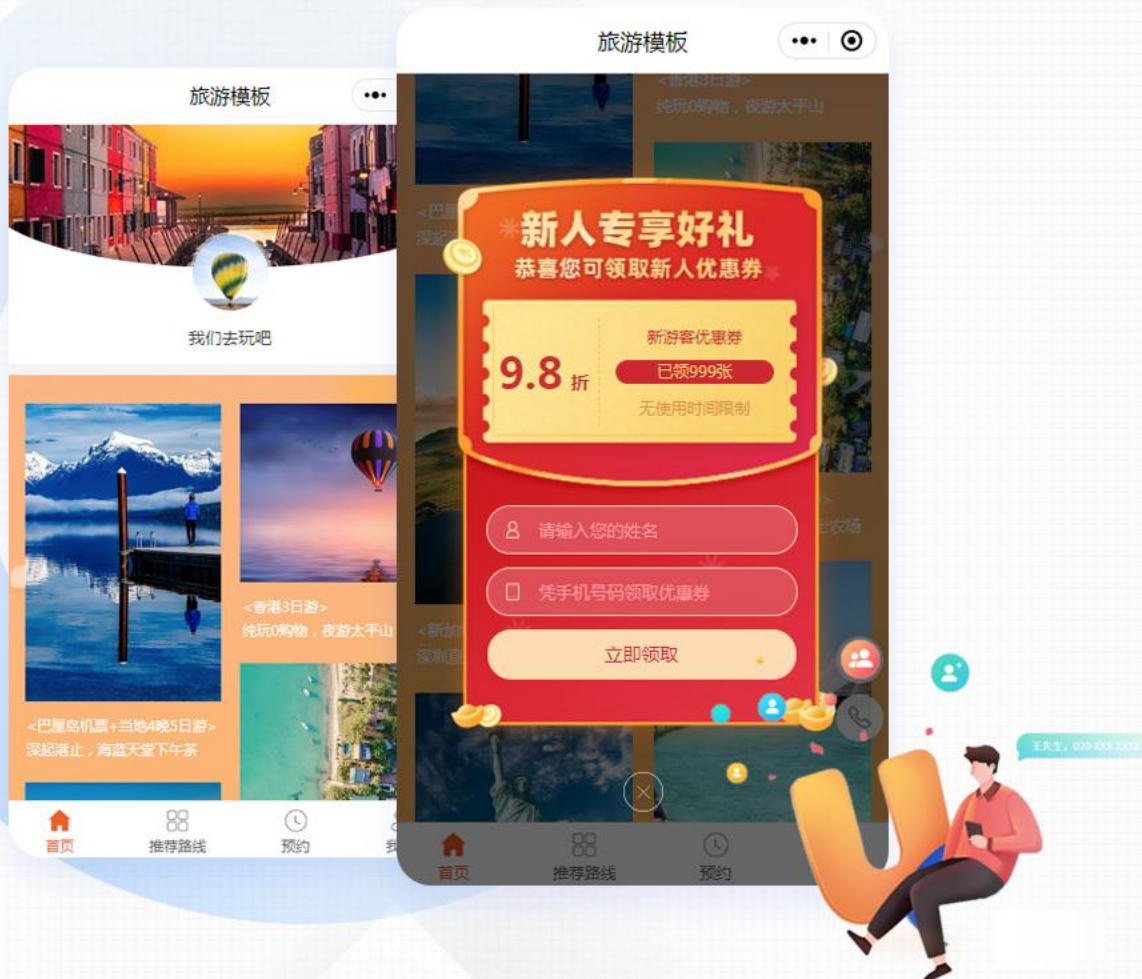 旅游模板
我们去玩吧
<香港3日游>
纯玩0购物，夜游太平山
<巴厘岛机票+当地4晚5日游>
深起港止，海蓝天堂下午茶
首页
推荐路线
预约
旅游模板
<香港3日游>
纯玩0购物，夜游太平山
新人专享好礼
恭喜您可领取新人优惠券
9.8 折
新游客优惠券
已领999张
无使用时间限制
请输入您的姓名
凭手机号码领取优惠券
立即领取
首页
推荐路线
预约
王先生，020-XXX-XXXX